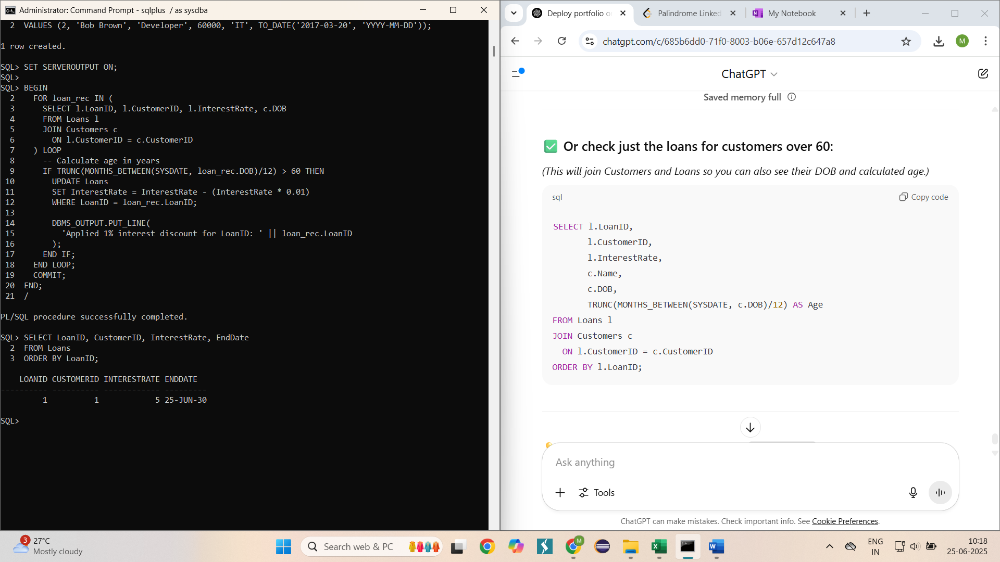 Administrator: Command Prompt - sqlplus  / as sysdba
  2  VALUES (2, 'Bob Brown', 'Developer', 60000, 'IT', TO_DATE('2017-03-20', 'YYYY-MM-DD'));
1 row created.
SQL> SET SERVEROUTPUT ON;
SQL>
SQL> BEGIN
  2    FOR loan_rec IN (
  3      SELECT l.LoanID, l.CustomerID, l.InterestRate, c.DOB
  4      FROM Loans l
  5      JOIN Customers c
  6        ON l.CustomerID = c.CustomerID
  7    ) LOOP
  8      -- Calculate age in years
  9      IF TRUNC(MONTHS_BETWEEN(SYSDATE, loan_rec.DOB)/12) > 60 THEN
 10        UPDATE Loans
 11        SET InterestRate = InterestRate - (InterestRate * 0.01)
 12        WHERE LoanID = loan_rec.LoanID;
 13
 14        DBMS_OUTPUT.PUT_LINE(
 15          'Applied 1% interest discount for LoanID: ' || loan_rec.LoanID
 16        );
 17      END IF;
 18    END LOOP;
 19    COMMIT;
 20  END;
 21  /
PL/SQL procedure successfully completed.
SQL> SELECT LoanID, CustomerID, InterestRate, EndDate
  2  FROM Loans
  3  ORDER BY LoanID;
    LOANID CUSTOMERID INTERESTRATE ENDDATE
---------- ---------- ------------ ---------
         1          1            5 25-JUN-30
SQL>
Deploy portfolio o
Palindrome Linked
My Notebook
chatgpt.com/c/685b6dd0-71f0-8003-b06e-657d12c647a8
M
ChatGPT
Saved memory full
Or check just the loans for customers over 60:
(This will join Customers and Loans so you can also see their DOB and calculated age.)
sql
Copy code
SELECT l.LoanID,
       l.CustomerID,
       l.InterestRate,
       c.Name,
       c.DOB,
       TRUNC(MONTHS_BETWEEN(SYSDATE, c.DOB)/12) AS Age
FROM Loans l
JOIN Customers c
  ON l.CustomerID = c.CustomerID
ORDER BY l.LoanID;
Ask anything
Tools
ChatGPT can make mistakes. Check important info. See Cookie Preferences.
3
27°C
Mostly cloudy
Search web & PC
M
ENG
IN
10:18
25-06-2025